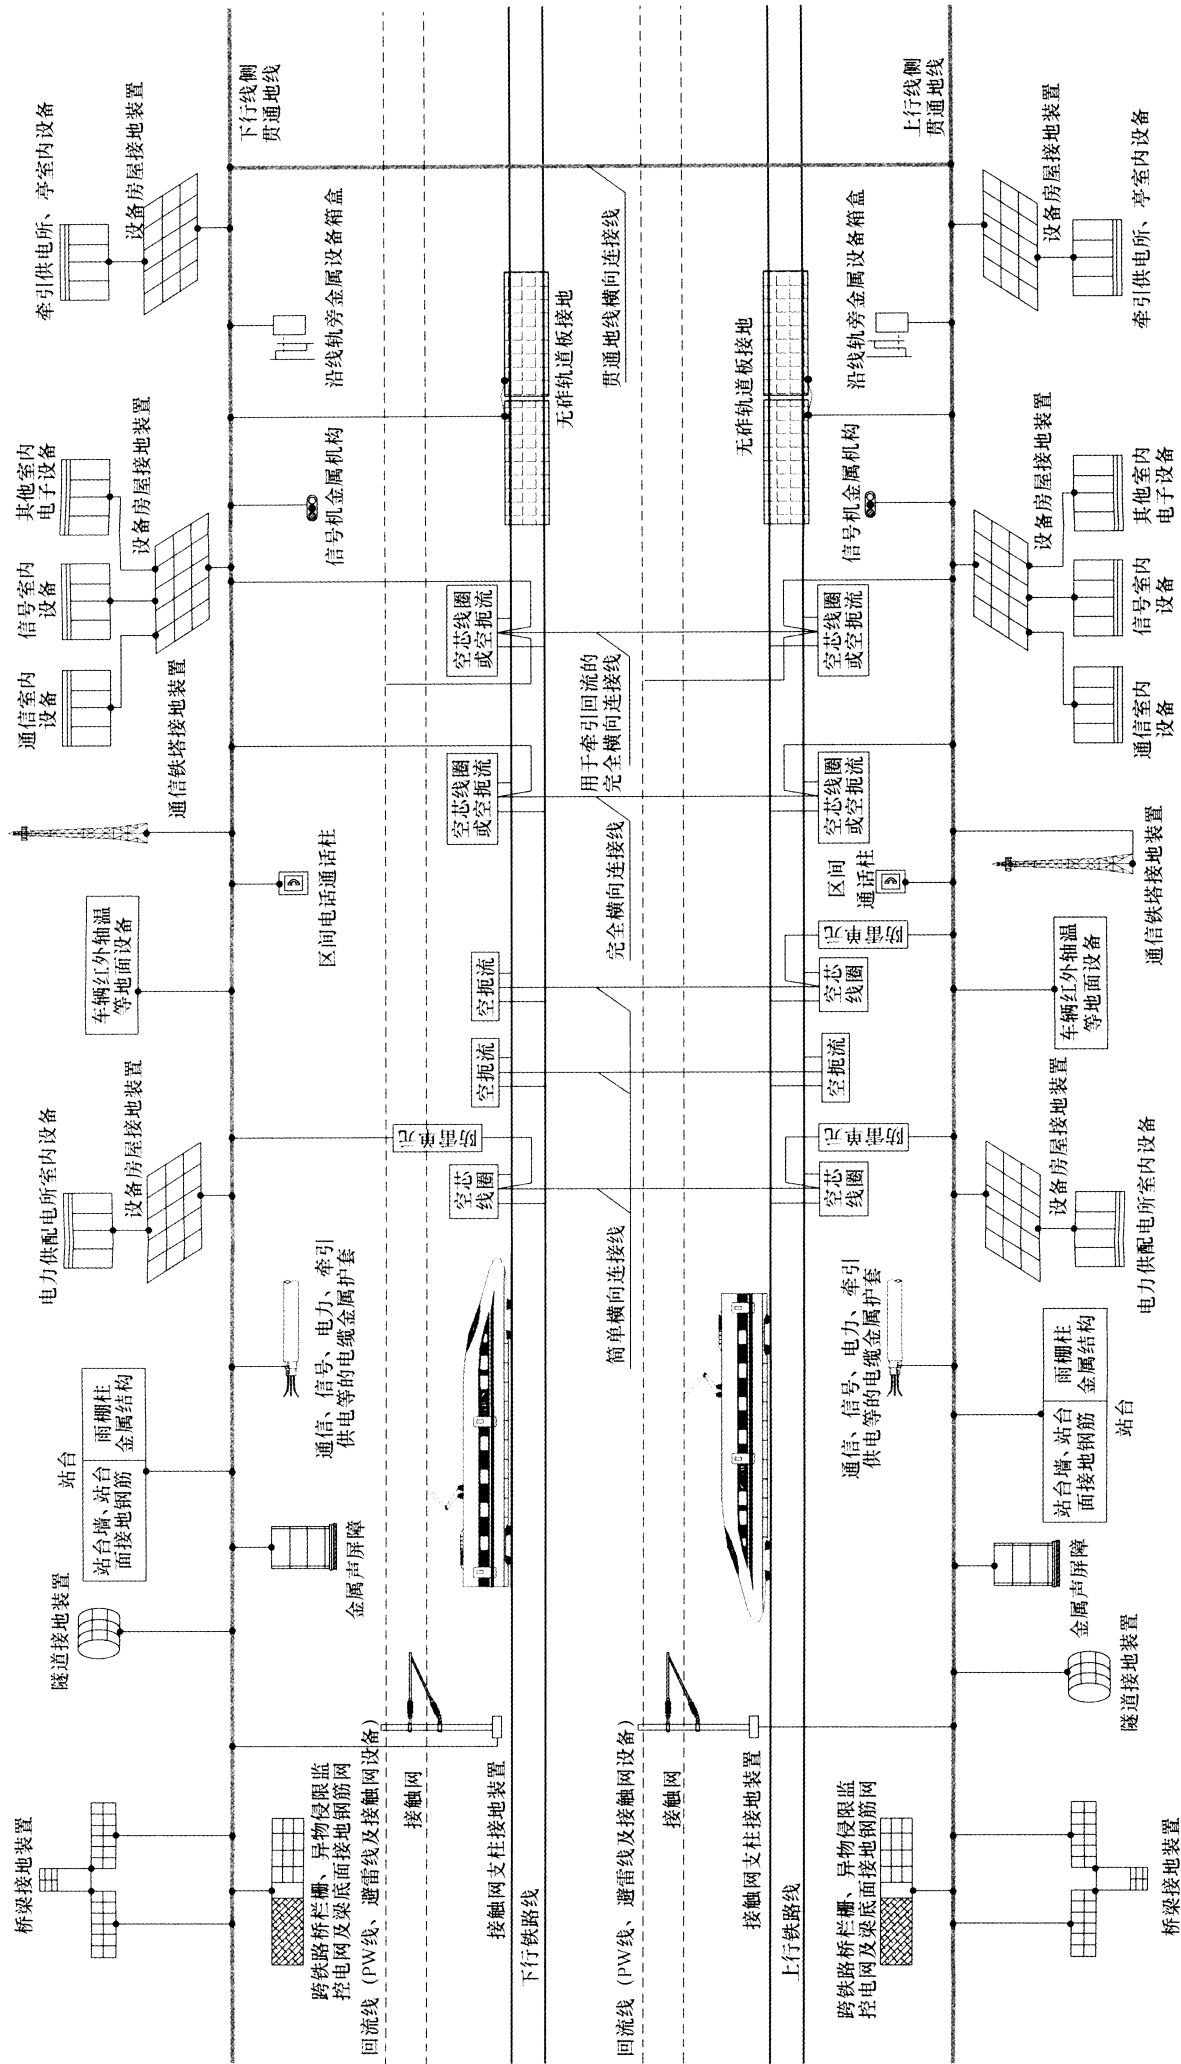 桥梁接地装置
隧道接地装置
站台
站台墙、站台
面接地钢筋
雨棚柱
金属结构
电力供配电所室内设备
设备房屋接地装置
车辆红外轴温
等地面设备
通信铁塔接地装置
通信室内
设备
信号室内
设备
其他室内
电子设备
设备房屋接地装置
牵引供电所、亭室内设备
设备房屋接地装置
下行线侧
贯通地线
跨铁路桥栏栅、异物侵限监
控电网及梁底面接地钢筋网
金属声屏障
通信、信号、电力、牵引
供电等的电缆金属护套
区间电话通话柱
信号机金属机构
沿线轨旁金属设备箱盒
回流线（PW线、避雷线及接触网设备）
接触网
接触网支柱接地装置
防雷单元
空芯
线圈
空扼流
空扼流
空芯线圈
或空扼流
空芯线圈
或空扼流
无砟轨道板接地
下行铁路线
简单横向连接线
完全横向连接线
用于牵引回流的
完全横向连接线
贯通地线横向连接线
回流线（PW线、避雷线及接触网设备）
接触网
接触网支柱接地装置
无砟轨道板接地
上行铁路线
空芯
线圈
防雷单元
空扼流
空芯
线圈
防雷单元
空芯线圈
或空扼流
空芯线圈
或空扼流
跨铁路桥栏栅、异物侵限监
控电网及梁底面接地钢筋网
通信、信号、电力、牵引
供电等的电缆金属护套
区间
通话柱
信号机金属机构
沿线轨旁金属设备箱盒
上行线侧
贯通地线
桥梁接地装置
隧道接地装置
金属声屏障
站台墙、站台
面接地钢筋
雨棚柱
金属结构
站台
设备房屋接地装置
电力供配电所室内设备
车辆红外轴温
等地面设备
通信铁塔接地装置
设备房屋接地装置
通信室内
设备
信号室内
设备
其他室内
电子设备
设备房屋接地装置
牵引供电所、亭室内设备